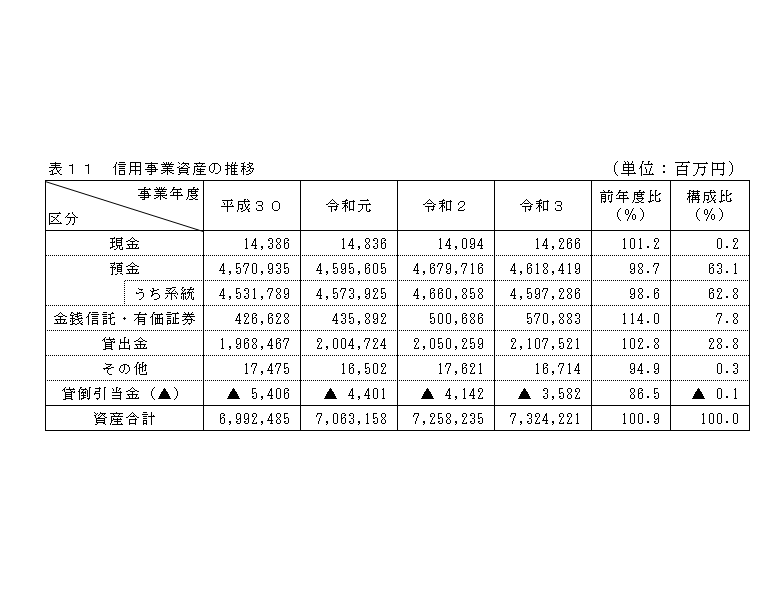 表１１　信用事業資産の推移　（単位：百万円）
事業年度
区分　平成３０　令和元　令和２　令和３　前年度比（％）　構成比（％）
現金　14,386　14,836　14,094　14,266　101.2　0.2
預金　4,570,935　4,595,605　4,679,716　4,618,419　98.7　63.1
うち系統　4,531,789　4,573,925　4,660,858　4,597,286　98.6　62.8
金銭信託・有価証券　426,628　435,892　500,686　570,883　114.0　7.8
貸出金　1,968,467　2,004,724　2,050,259　2,107,521　102.8　28.8
その他　17,475　16,502　17,621　16,714　94.9　0.3
貸倒引当金（▲）　▲ 5,406　▲ 4,401　▲ 4,142　▲ 3,582　86.5　▲ 0.1
資産合計　6,992,485　7,063,158　7,258,235　7,324,221　100.9　100.0